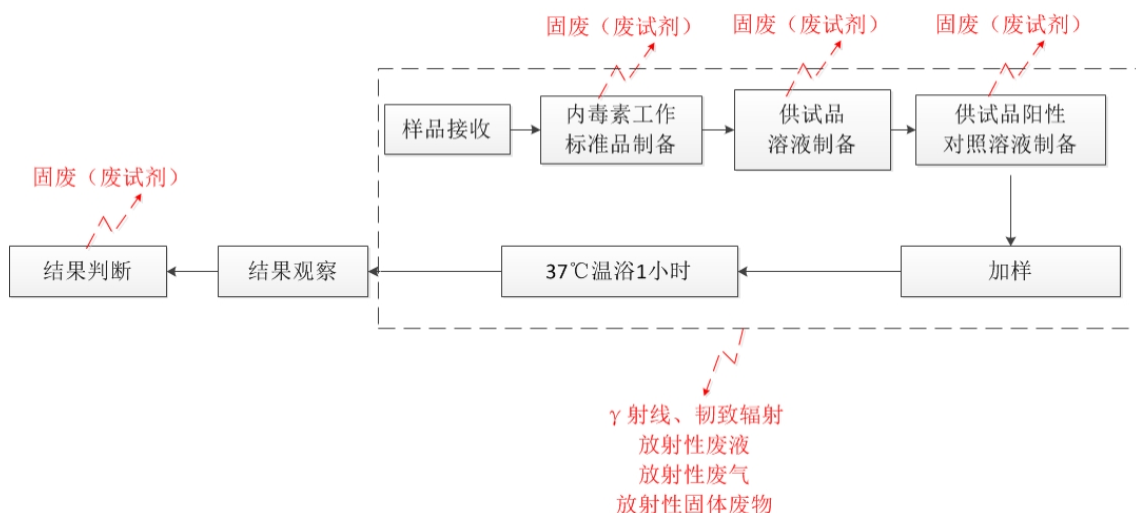 固废（废试剂）
固废（废试剂）
固废（废试剂）
样品接收
内毒素工作
标准品制备
供试品
溶液制备
供试品阳性
对照溶液制备
固废（废试剂）
结果判断
结果观察
37℃温浴1小时
加样
γ射线、韧致辐射
放射性废液
放射性废气
放射性固体废物